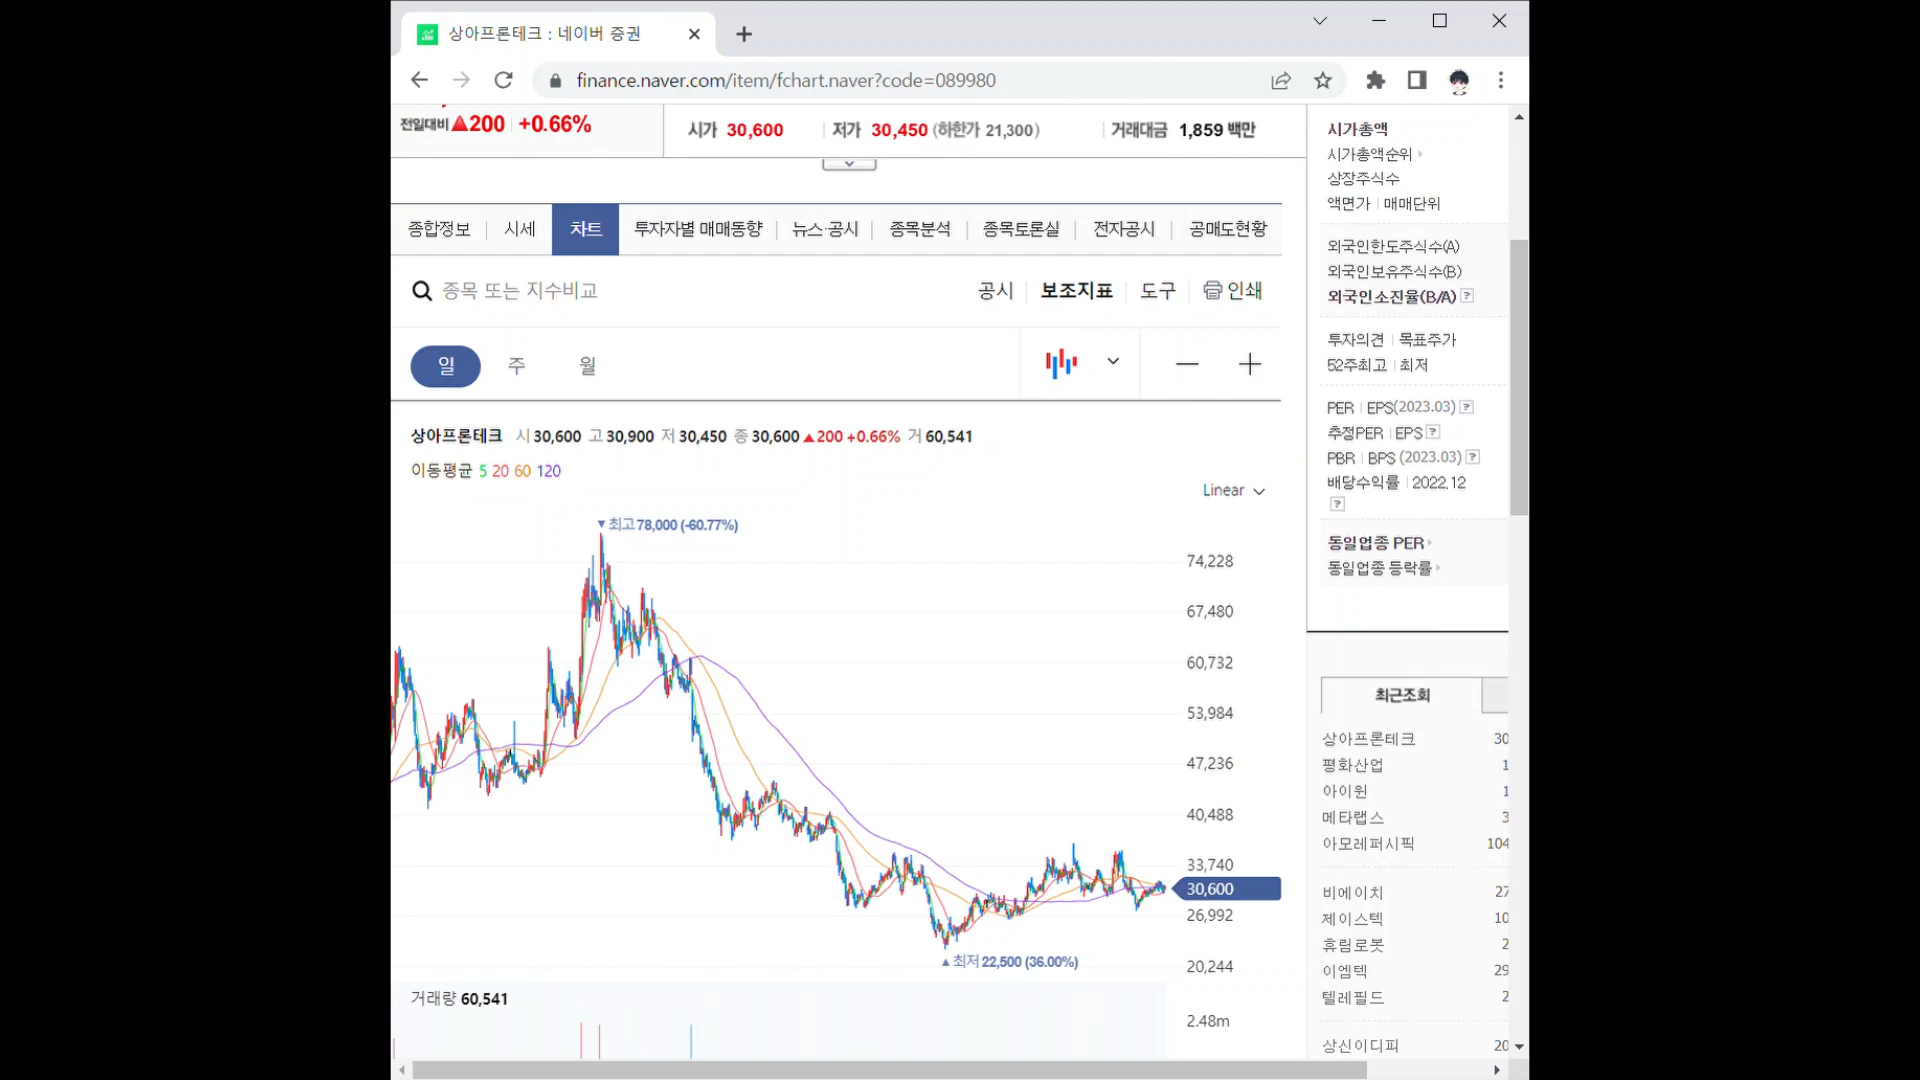 상아프론테크 : 네이버 증권
finance.naver.com/item/fchart.naver?code=089980
전일대비 ▲200 +0.66%
시가 30,600
저가 30,450 (하한가 21,300)
거래대금 1,859 백만
종합정보 시세 차트 투자자별 매매동향 뉴스·공시 종목분석 종목토론실 전자공시 공매도현황
종목 또는 지수비교
공시 보조지표 도구 인쇄
일 주 월
상아프론테크 시 30,600 고 30,900 저 30,450 종 30,600 ▲200 +0.66% 거 60,541
이동평균 5 20 60 120
Linear
▼최고 78,000 (-60.77%)
74,228
67,480
60,732
53,984
47,236
40,488
33,740
30,600
26,992
▲최저 22,500 (36.00%)
20,244
거래량 60,541
2.48m
시가총액
시가총액순위
상장주식수
액면가 | 매매단위
외국인한도주식수(A)
외국인보유주식수(B)
외국인소진율(B/A) ?
투자의견 | 목표주가
52주최고 | 최저
PER | EPS(2023.03) ?
추정PER | EPS ?
PBR | BPS (2023.03) ?
배당수익률 | 2022.12
?
동일업종 PER
동일업종 등락률
최근조회
상아프론테크 30
평화산업 1
아이윈 1
메타랩스 3
아모레퍼시픽 104
비에이치 27
제이스텍 10
휴림로봇 2
이엠텍 29
텔레필드 2
상신이디피 20